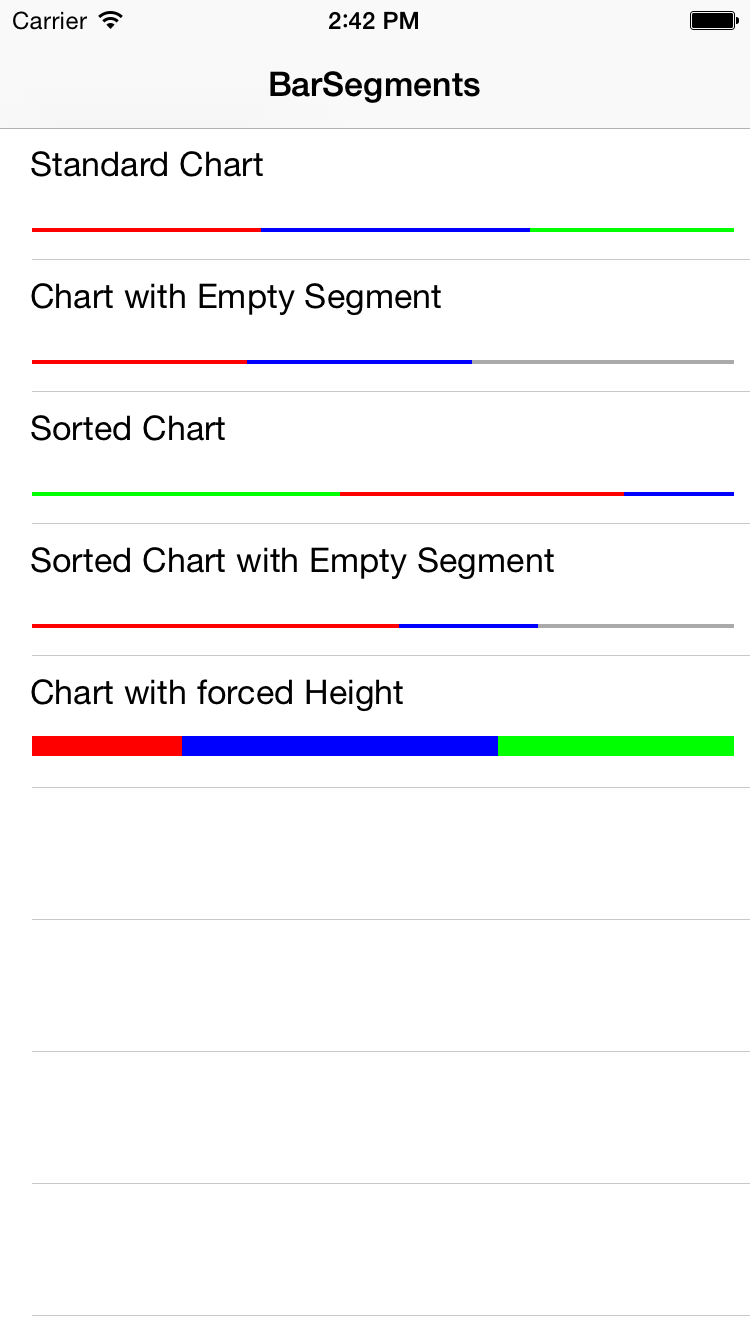 Carrier 2:42 PM
BarSegments
Standard Chart
Chart with Empty Segment
Sorted Chart
Sorted Chart with Empty Segment
Chart with forced Height